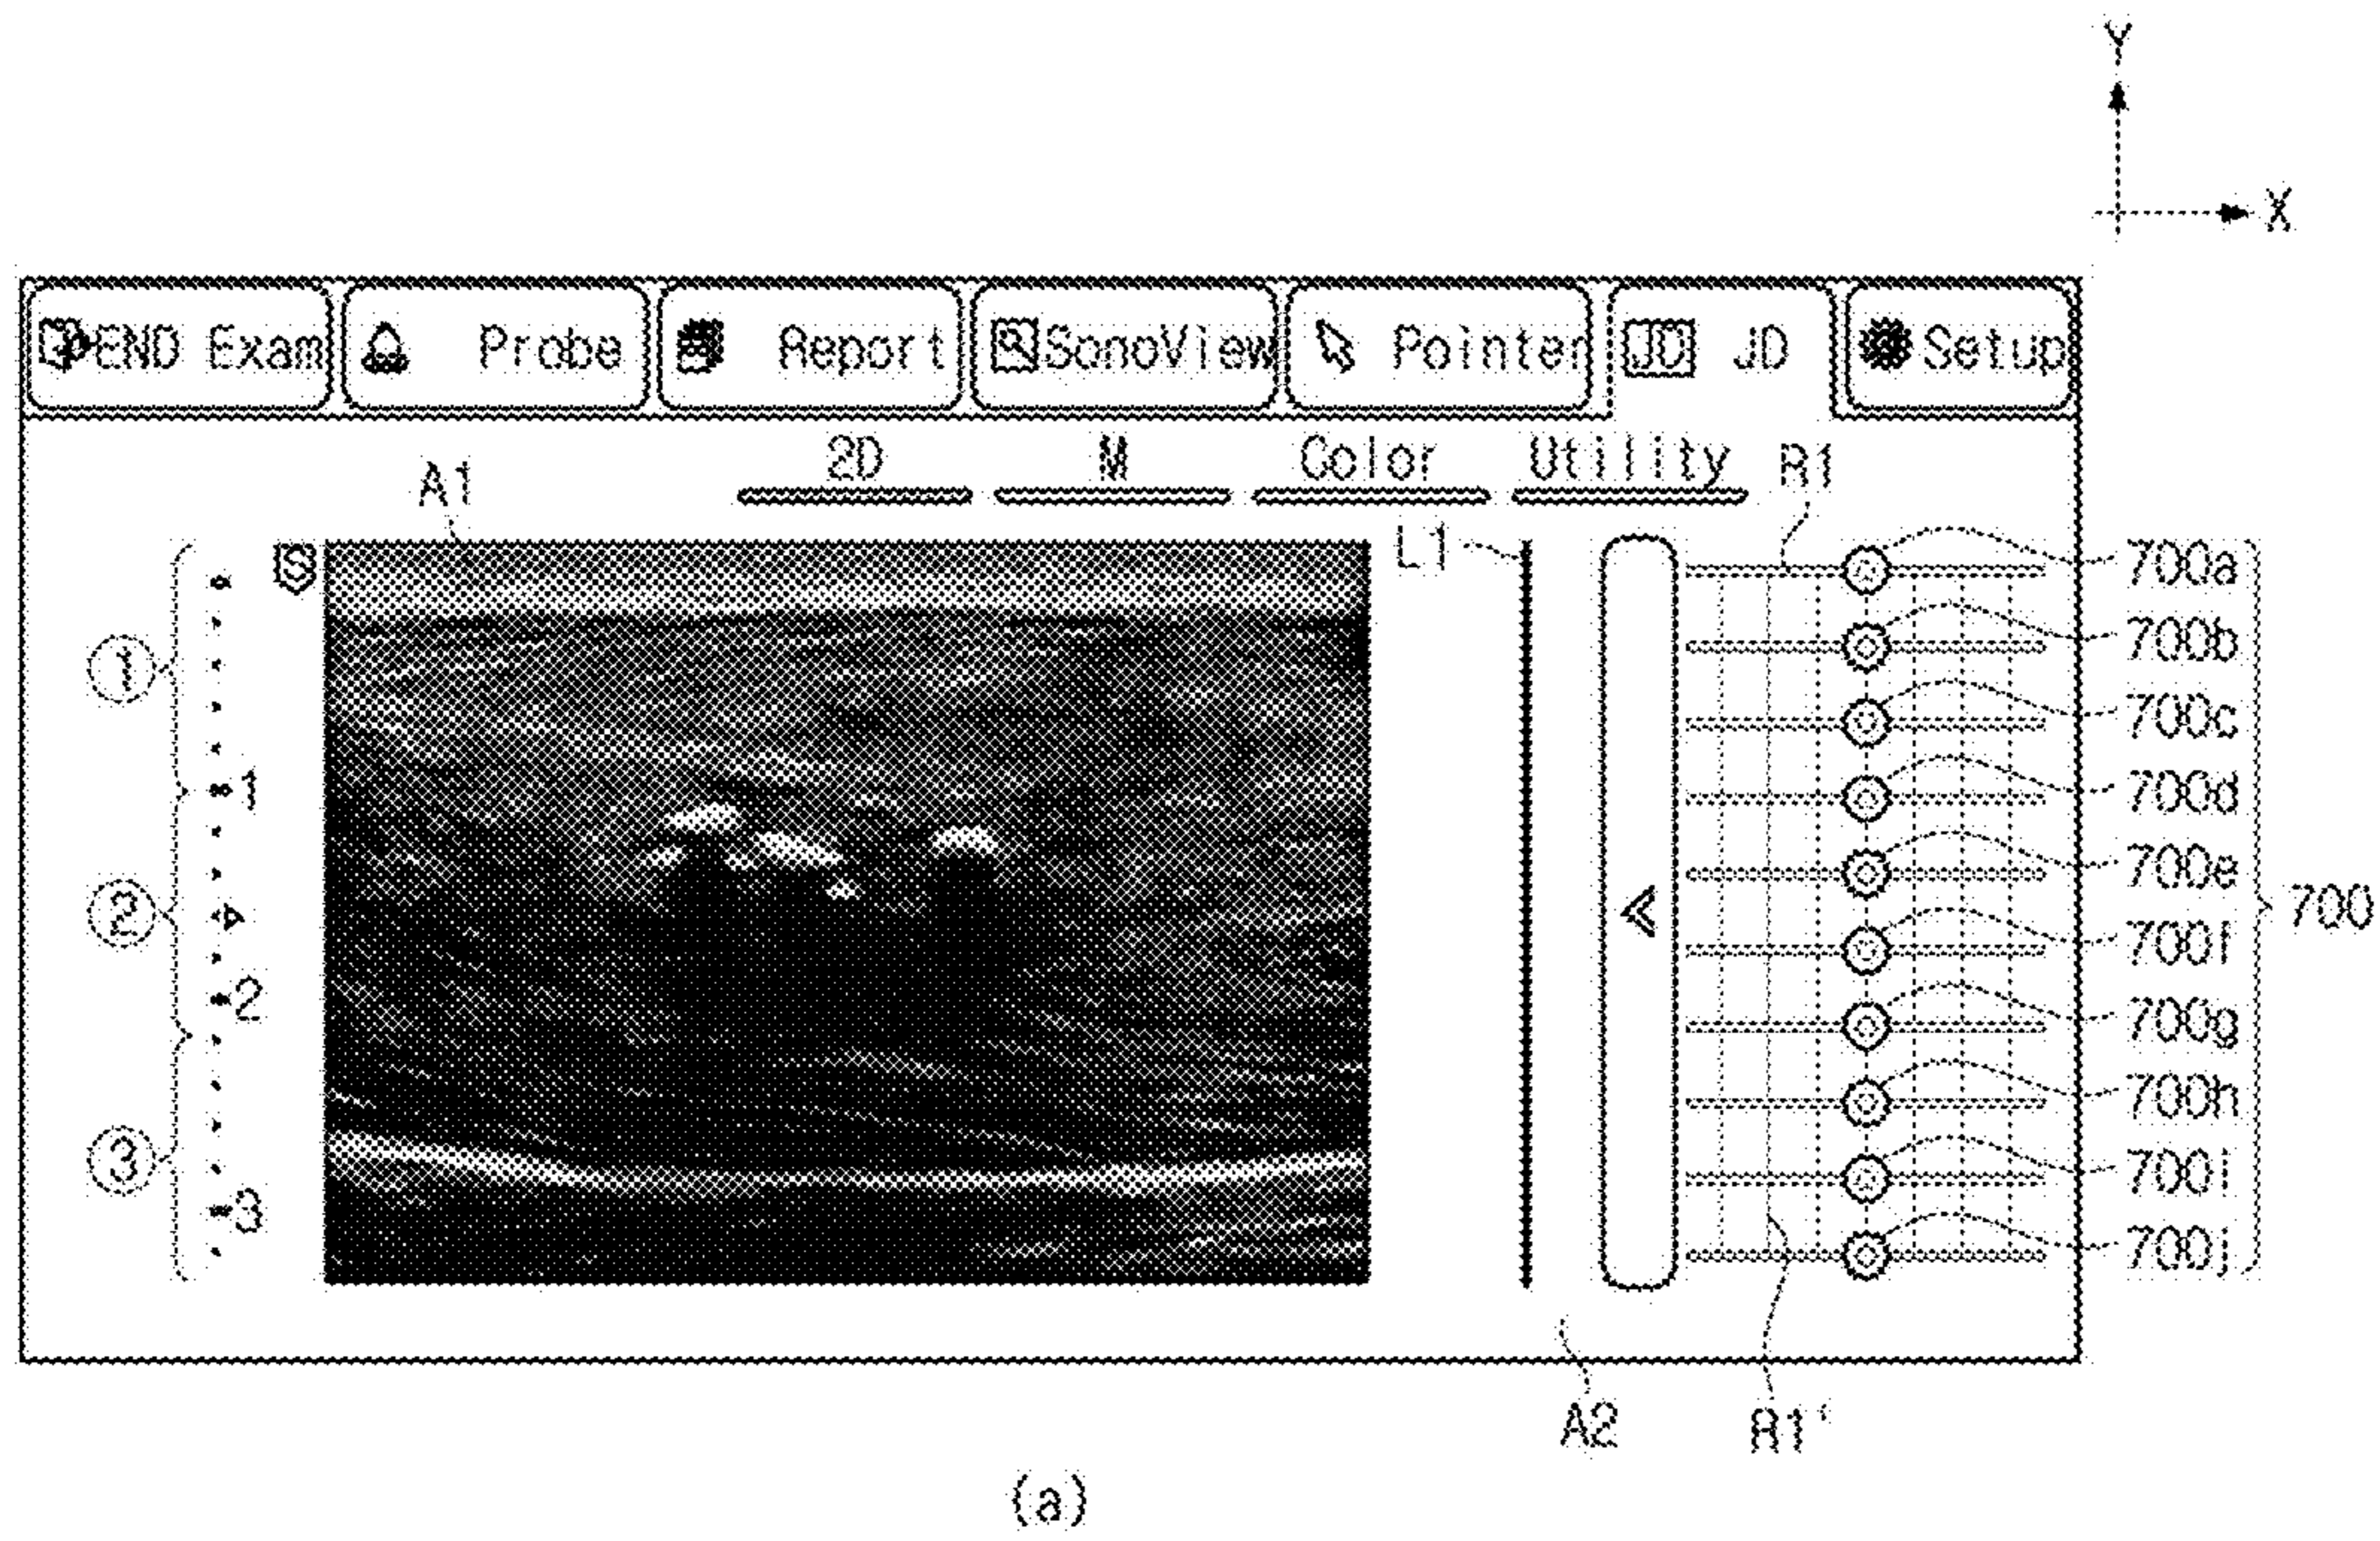 Y
X
END Exam Probe Report SonoView Pointer JD JD Setup
2D M Color Utility R1
A1
L1
S
700a
700b
① 700c
1 700d
700e
② 700 
700f
2 700g
700h
③ 700i
3 700j
A2 R1'
(a)